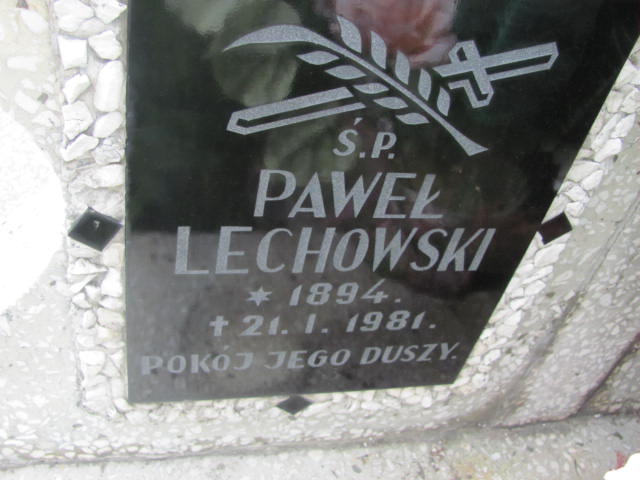 Ś.P.
PAWEŁ
LECHOWSKI
* 1894.
† 21. I. 1981.
POKÓJ JEGO DUSZY.